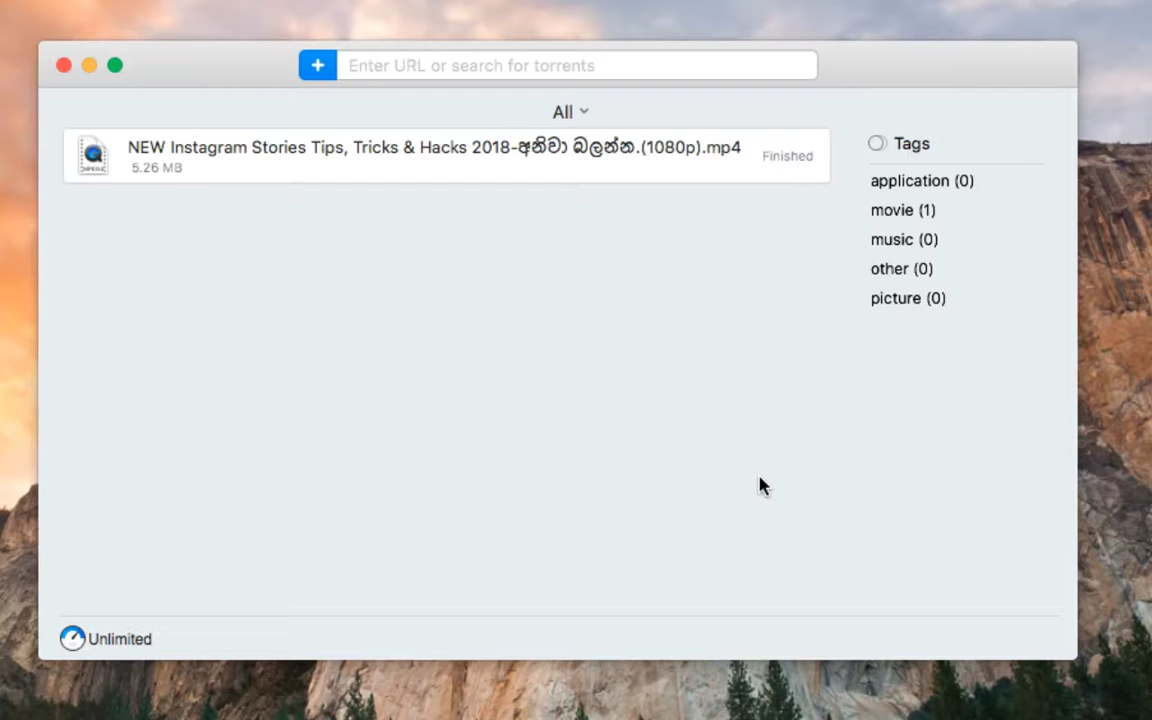 Enter URL or search for torrents
All
NEW Instagram Stories Tips, Tricks & Hacks 2018-අනිවා බලන්න.(1080p).mp4
5.26 MB
Finished
Tags
application (0)
movie (1)
music (0)
other (0)
picture (0)
Unlimited